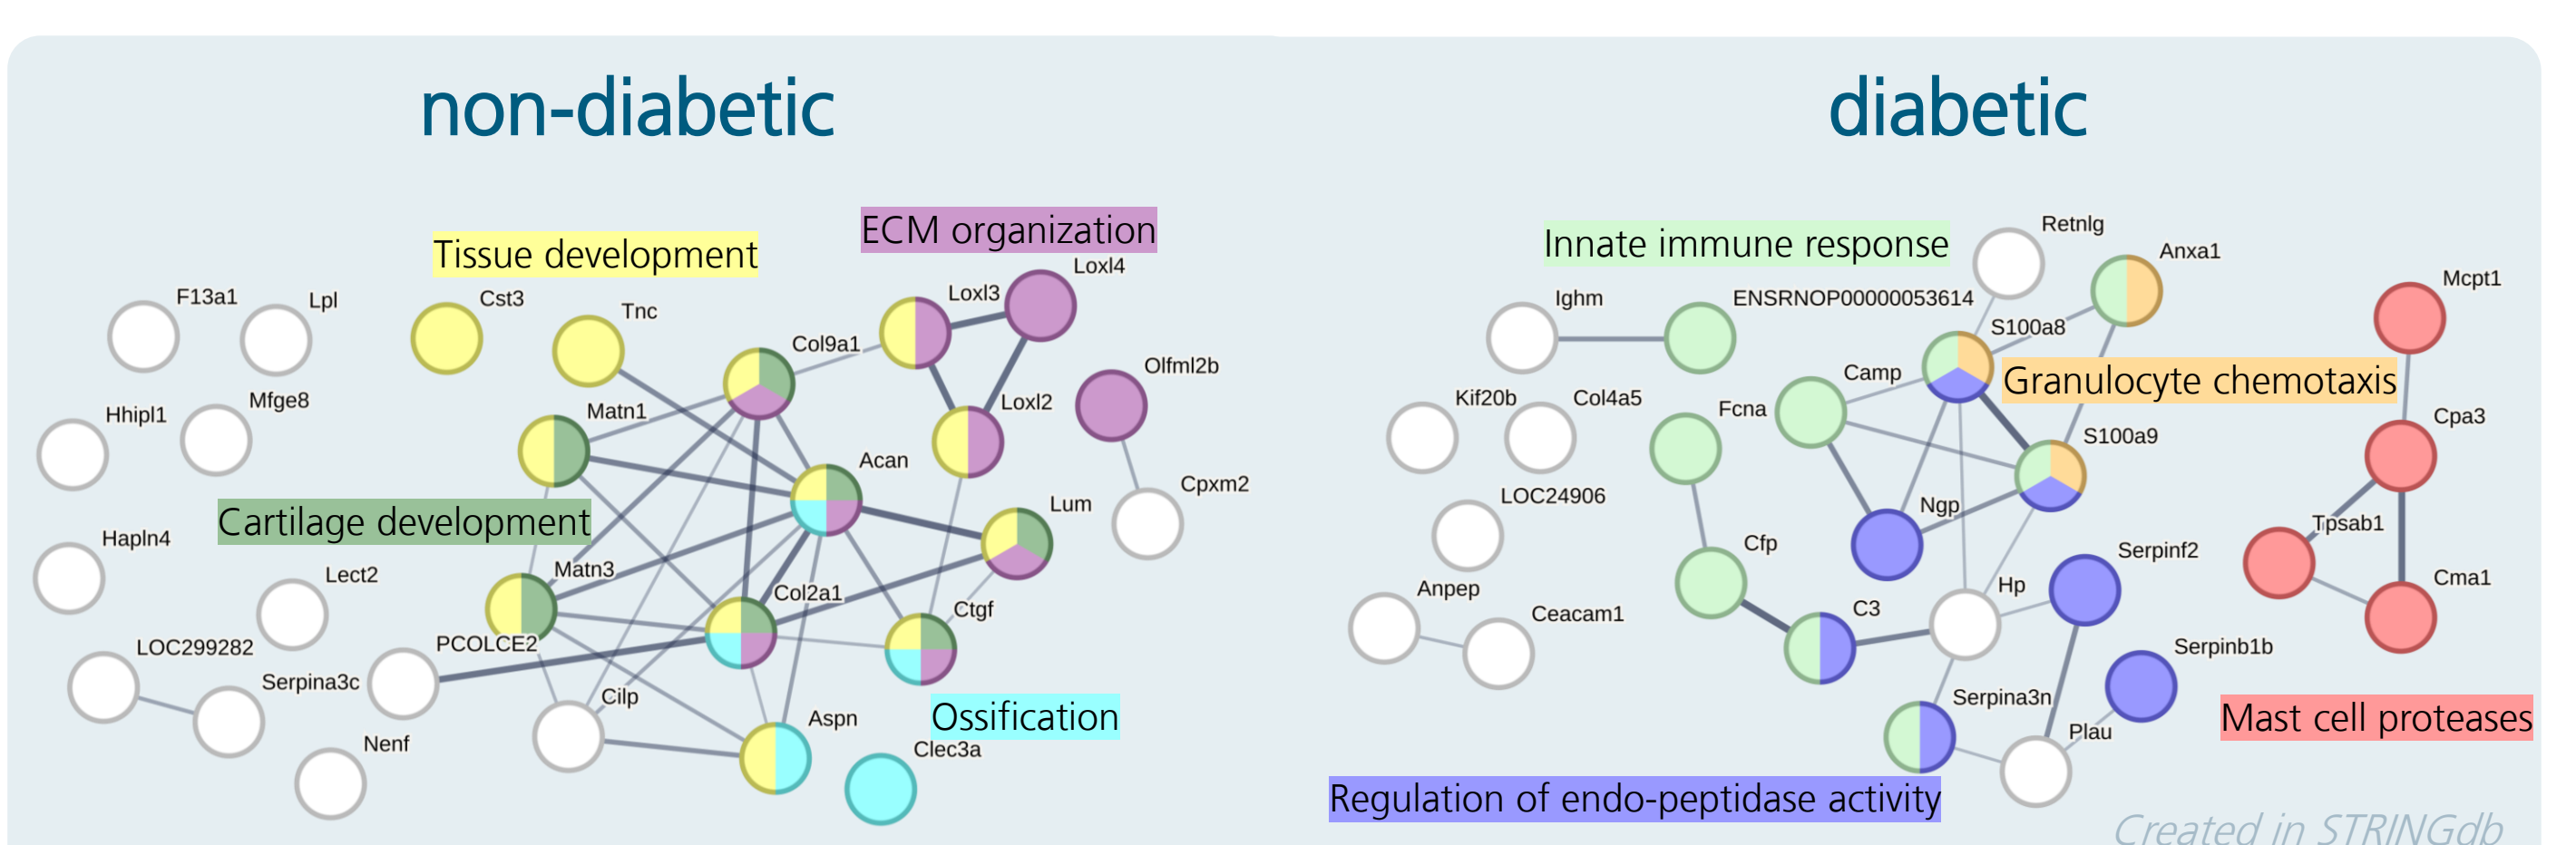 non-diabetic
diabetic
Tissue development
ECM organization
Loxl4
F13a1
Lpl
Cst3
Tnc
Loxl3
Col9a1
Olfml2b
Hhipl1
Mfge8
Matn1
Loxl2
Acan
Cpxm2
Lum
Cartilage development
Hapln4
Lect2
Matn3
Col2a1
Ctgf
LOC299282
PCOLCE2
Serpina3c
Cilp
Aspn
Ossification
Nenf
Clec3a
Innate immune response
Retnlg
Anxa1
Mcpt1
Ighm
ENSRNOP00000053614
S100a8
Granulocyte chemotaxis
Camp
Kif20b
Col4a5
Fcna
Cpa3
S100a9
LOC24906
Ngp
Tpsab1
Cfp
Serpinf2
Anpep
Hp
Cma1
Ceacam1
C3
Serpinb1b
Serpina3n
Plau
Mast cell proteases
Regulation of endo-peptidase activity
Created in STRINGdb